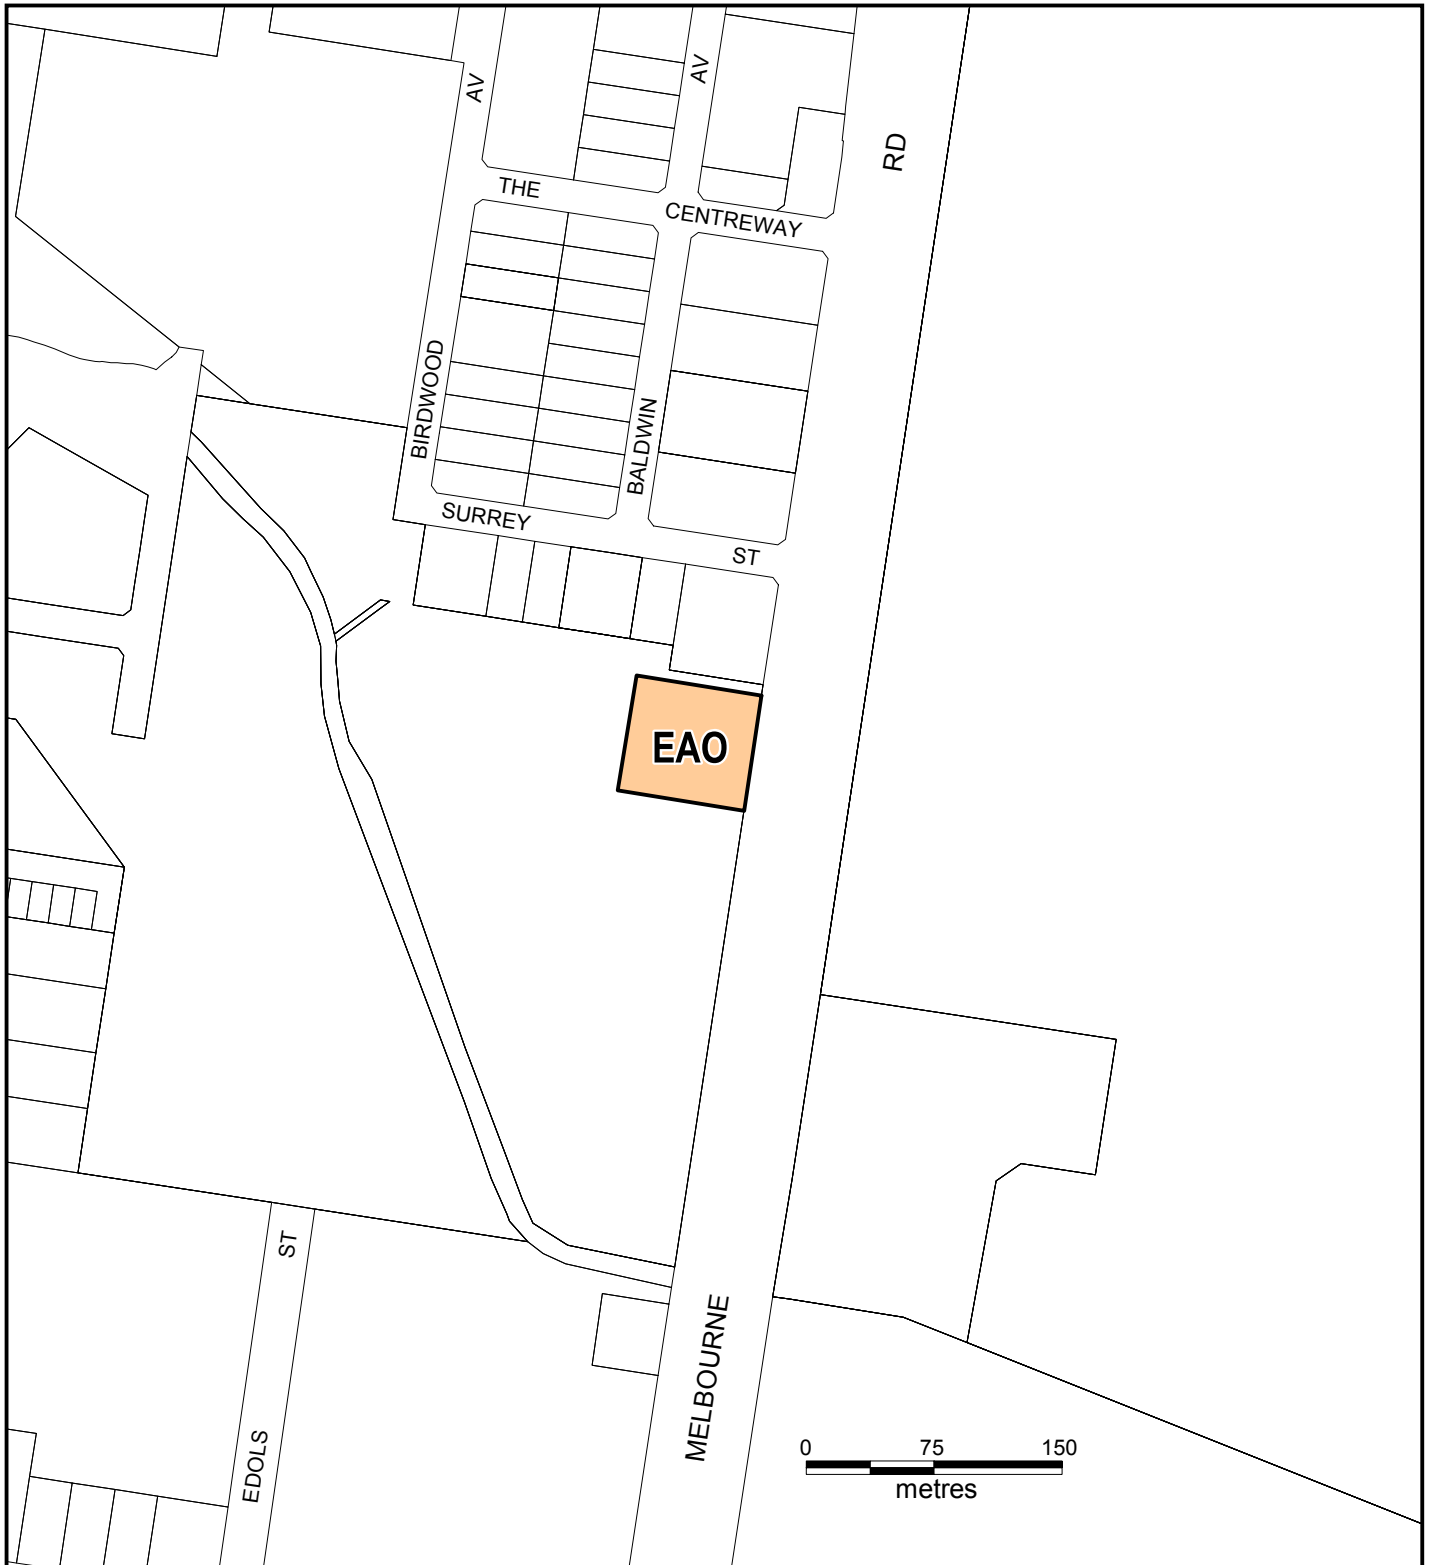 AV
AV
RD
THE
CENTREWAY
BIRDWOOD
BALDWIN
SURREY
ST
EAO
ST
EDOLS
MELBOURNE
0 75 150
metres